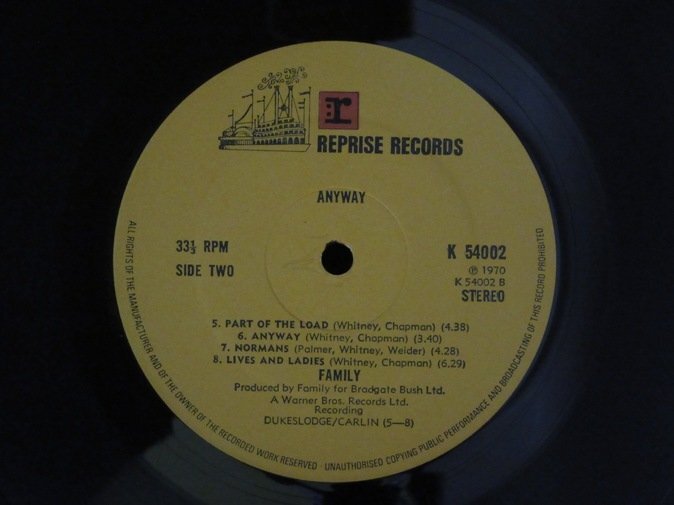 :r
REPRISE RECORDS
ANYWAY
33⅓ RPM
SIDE TWO
K 54002
℗ 1970
K 54002 B
STEREO
5. PART OF THE LOAD (Whitney, Chapman) (4.38)
6. ANYWAY (Whitney, Chapman) (3.40)
7. NORMANS (Palmer, Whitney, Weider) (4.28)
8. LIVES AND LADIES (Whitney, Chapman) (6.29)
FAMILY
Produced by Family for Bradgate Bush Ltd.
A Warner Bros. Records Ltd.
Recording
DUKESLODGE/CARLIN (5—8)
ALL RIGHTS OF THE MANUFACTURER AND OF THE OWNER OF THE RECORDED WORK RESERVED · UNAUTHORISED COPYING PUBLIC PERFORMANCE AND BROADCASTING OF THIS RECORD PROHIBITED